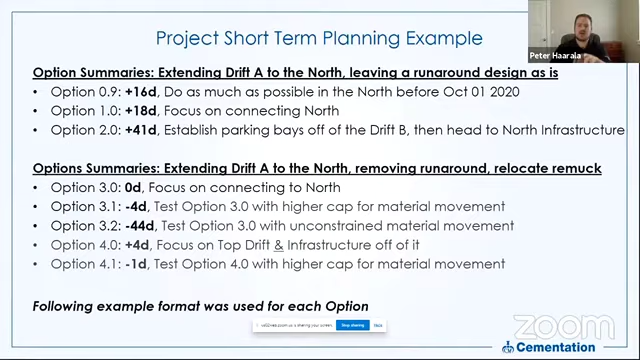 Project Short Term Planning Example
Peter Haarala
Option Summaries: Extending Drift A to the North, leaving a runaround design as is
• Option 0.9: +16d, Do as much as possible in the North before Oct 01 2020
• Option 1.0: +18d, Focus on connecting North
• Option 2.0: +41d, Establish parking bays off of the Drift B, then head to North Infrastructure
Options Summaries: Extending Drift A to the North, removing runaround, relocate remuck
• Option 3.0: 0d, Focus on connecting to North
• Option 3.1: -4d, Test Option 3.0 with higher cap for material movement
• Option 3.2: -44d, Test Option 3.0 with unconstrained material movement
• Option 4.0: +4d, Focus on Top Drift & Infrastructure off of it
• Option 4.1: -1d, Test Option 4.0 with higher cap for material movement
Following example format was used for each Option
is sharing your screen.
Stop sharing
Hide
zoom
Cementation